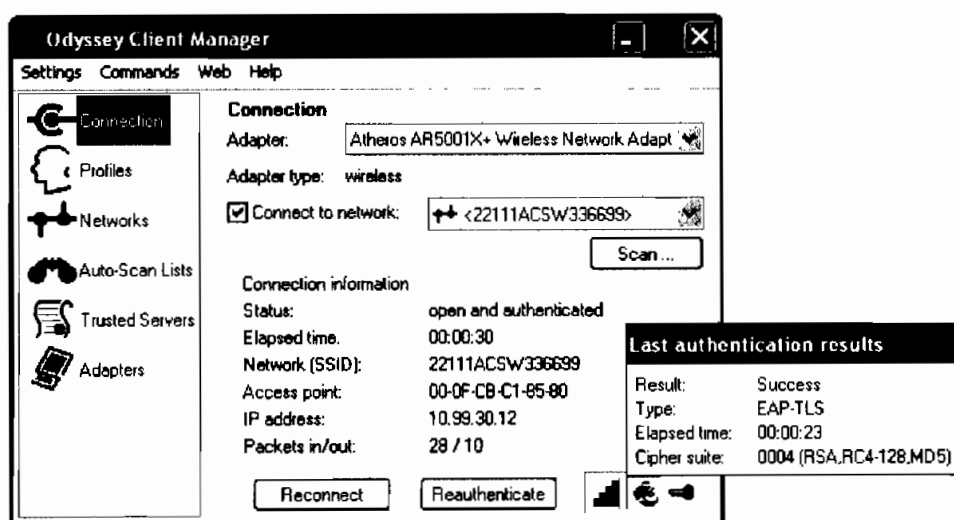 Odyssey Client Manager
Settings Commands Web Help
Connection
Profiles
Networks
Auto-Scan Lists
Trusted Servers
Adapters
Connection
Adapter: Atheros AR5001X+ Wireless Network Adapt
Adapter type: wireless
Connect to network: <22111ACSW336699>
Scan ...
Connection information
Status: open and authenticated
Elapsed time. 00:00:30
Network (SSID): 22111ACSW336699
Access point: 00-0F-CB-C1-85-80
IP address: 10.99.30.12
Packets in/out: 28 / 10
Reconnect Reauthenticate
Last authentication results
Result: Success
Type: EAP-TLS
Elapsed time: 00:00:23
Cipher suite: 0004 (RSA,RC4-128,MD5)